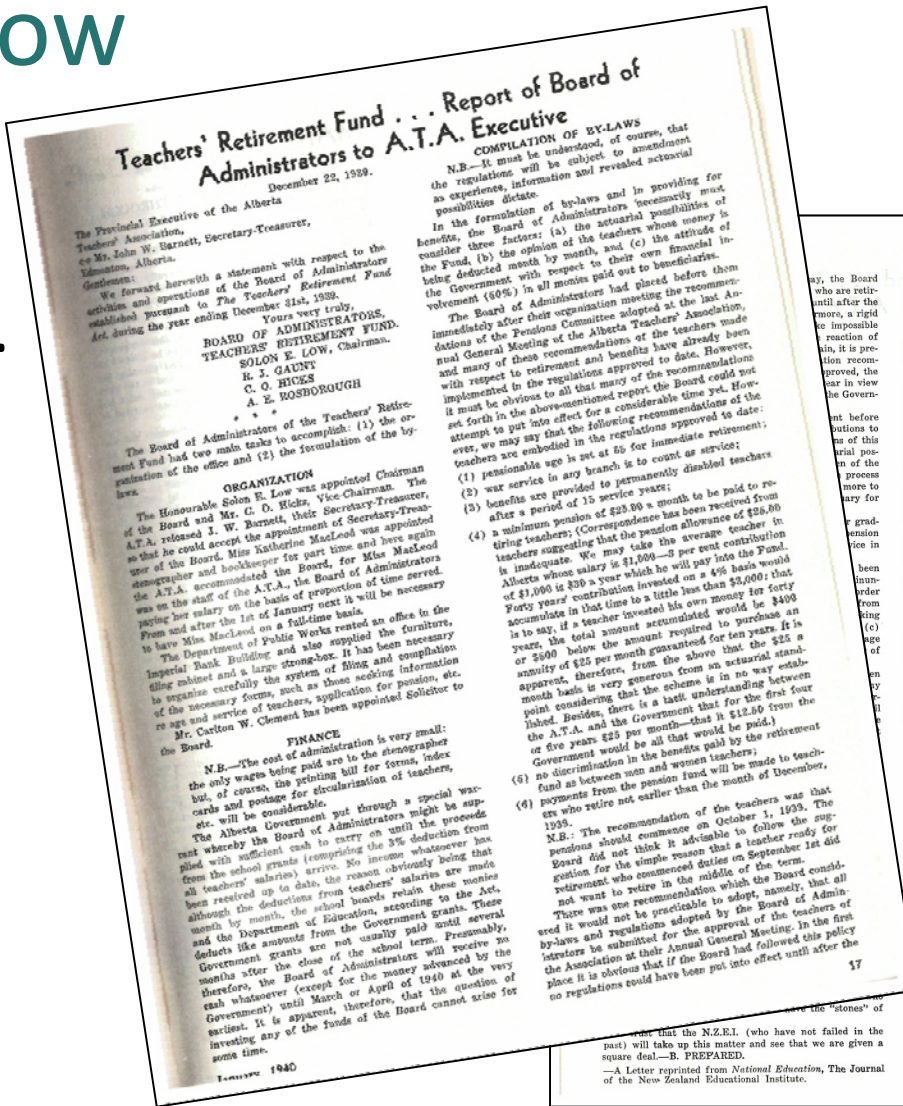 ow
.
Teachers' Retirement Fund . . . Report of Board of
Administrators to A.T.A. Executive
December 22, 1939.
The Provincial Executive of the Alberta
Teachers' Association,
c-o Mr. John W. Barnett, Secretary-Treasurer,
Edmonton, Alberta.
Gentlemen:
We forward herewith a statement with respect to the
activities and operations of the Board of Administrators
established pursuant to The Teachers' Retirement Fund
Act, during the year ending December 31st, 1939.
Yours very truly,
BOARD OF ADMINISTRATORS,
TEACHERS' RETIREMENT FUND.
SOLON E. LOW, Chairman.
R. J. GAUNT
C. O. HICKS
A. E. ROSBOROUGH
* * *
The Board of Administrators of the Teachers' Retire-
ment Fund had two main tasks to accomplish: (1) the or-
ganization of the office and (2) the formulation of the by-
laws.
ORGANIZATION
The Honourable Solon E. Low was appointed Chairman
of the Board and Mr. C. O. Hicks, Vice-Chairman. The
A.T.A. released J. W. Barnett, their Secretary-Treasurer,
so that he could accept the appointment of Secretary-Treas-
urer of the Board. Miss Katherine MacLeod was appointed
stenographer and bookkeeper for part time and here again
the A.T.A. accommodated the Board, for Miss MacLeod
was on the staff of the A.T.A., the Board of Administrators
paying her salary on the basis of proportion of time served.
From and after the 1st of January next it will be necessary
to have Miss MacLeod on a full-time basis.
The Department of Public Works rented an office in the
Imperial Bank Building and also supplied the furniture,
filing cabinet and a large strong-box. It has been necessary
to organize carefully the system of filing and compilation
of the necessary forms, such as those seeking information
re age and service of teachers, application for pension, etc.
Mr. Carlton W. Clement has been appointed Solicitor to
the Board.
FINANCE
N.B.—The cost of administration is very small:
the only wages being paid are to the stenographer
but, of course, the printing bill for forms, index
cards and postage for circularization of teachers,
etc. will be considerable.
The Alberta Government put through a special war-
rant whereby the Board of Administrators might be sup-
plied with sufficient cash to carry on until the proceeds
from the school grants (comprising the 3% deduction from
all teachers' salaries) arrive. No income whatsoever has
been received up to date, the reason obviously being that
although the deductions from teachers' salaries are made
month by month, the school boards retain these monies
and the Department of Education, according to the Act,
deducts like amounts from the Government grants. These
Government grants are not usually paid until several
months after the close of the school term. Presumably,
therefore, the Board of Administrators will receive no
cash whatsoever (except for the money advanced by the
Government) until March or April of 1940 at the very
earliest. It is apparent, therefore, that the question of
investing any of the funds of the Board cannot arise for
some time.
January, 1940
COMPILATION OF BY-LAWS
N.B.—It must be understood, of course, that
the regulations will be subject to amendment
as experience, information and revealed actuarial
possibilities dictate.
In the formulation of by-laws and in providing for
benefits, the Board of Administrators necessarily must
consider three factors: (a) the actuarial possibilities of
the Fund, (b) the opinion of the teachers whose money is
being deducted month by month, and (c) the attitude of
the Government with respect to their own financial in-
volvement (50%) in all monies paid out to beneficiaries.
The Board of Administrators had placed before them
immediately after their organization meeting the recommen-
dations of the Pensions Committee adopted at the last An-
nual General Meeting of the Alberta Teachers' Association,
and many of these recommendations of the teachers made
with respect to retirement and benefits have already been
implemented in the regulations approved to date. However,
it must be obvious to all that many of the recommendations
set forth in the above-mentioned report the Board could not
attempt to put into effect for a considerable time yet. How-
ever, we may say that the following recommendations of the
teachers are embodied in the regulations approved to date:
(1) pensionable age is set at 65 for immediate retirement;
(2) war service in any branch is to count as service;
(3) benefits are provided to permanently disabled teachers
after a period of 15 service years;
(4) a minimum pension of $25.00 a month to be paid to re-
tiring teachers; (Correspondence has been received from
teachers suggesting that the pension allowance of $25.00
is inadequate. We may take the average teacher in
Alberta whose salary is $1,000—3 per cent contribution
of $1,000 is $30 a year which he will pay into the Fund.
Forty years' contribution invested on a 4% basis would
accumulate in that time to a little less than $3,000; that
is to say, if a teacher invested his own money for forty
years, the total amount accumulated would be $400
or $600 below the amount required to purchase an
annuity of $25 per month guaranteed for ten years. It is
apparent, therefore, from the above that the $25 a
month basis is very generous from an actuarial stand-
point considering that the scheme is in no way estab-
lished. Besides, there is a tacit understanding between
the A.T.A. and the Government that for the first four
or five years $25 per month—that it $12.50 from the
Government would be all that would be paid.)
(5) no discrimination in the benefits paid by the retirement
fund as between men and women teachers;
(6) payments from the pension fund will be made to teach-
ers who retire not earlier than the month of December,
1939.
N.B.: The recommendation of the teachers was that
pensions should commence on October 1, 1939. The
Board did not think it advisable to follow the sug-
gestion for the simple reason that a teacher ready for
retirement who commenced duties on September 1st did
not want to retire in the middle of the term.
There was one recommendation which the Board consid-
ered it would not be practicable to adopt, namely, that all
by-laws and regulations adopted by the Board of Admin-
istrators be submitted for the approval of the teachers of
the Association at their Annual General Meeting. In the first
place it is obvious that if the Board had followed this policy
no regulations could have been put into effect until after the
17
ay, the Board
who are retir-
until after the
rmore, a rigid
ke impossible
reaction of
ain, it is pre-
tion recom-
pproved, the
ear in view
he Govern-
nt before
butions to
ns of this
arial pos-
en of the
process
more to
ary for
r grad-
ension
vice in
been
inun-
order
from
king
(c)
age
of
the "stones" of
that the N.Z.E.I. (who have not failed in the
past) will take up this matter and see that we are given a
square deal.—B. PREPARED.
—A Letter reprinted from National Education, The Journal
of the New Zealand Educational Institute.